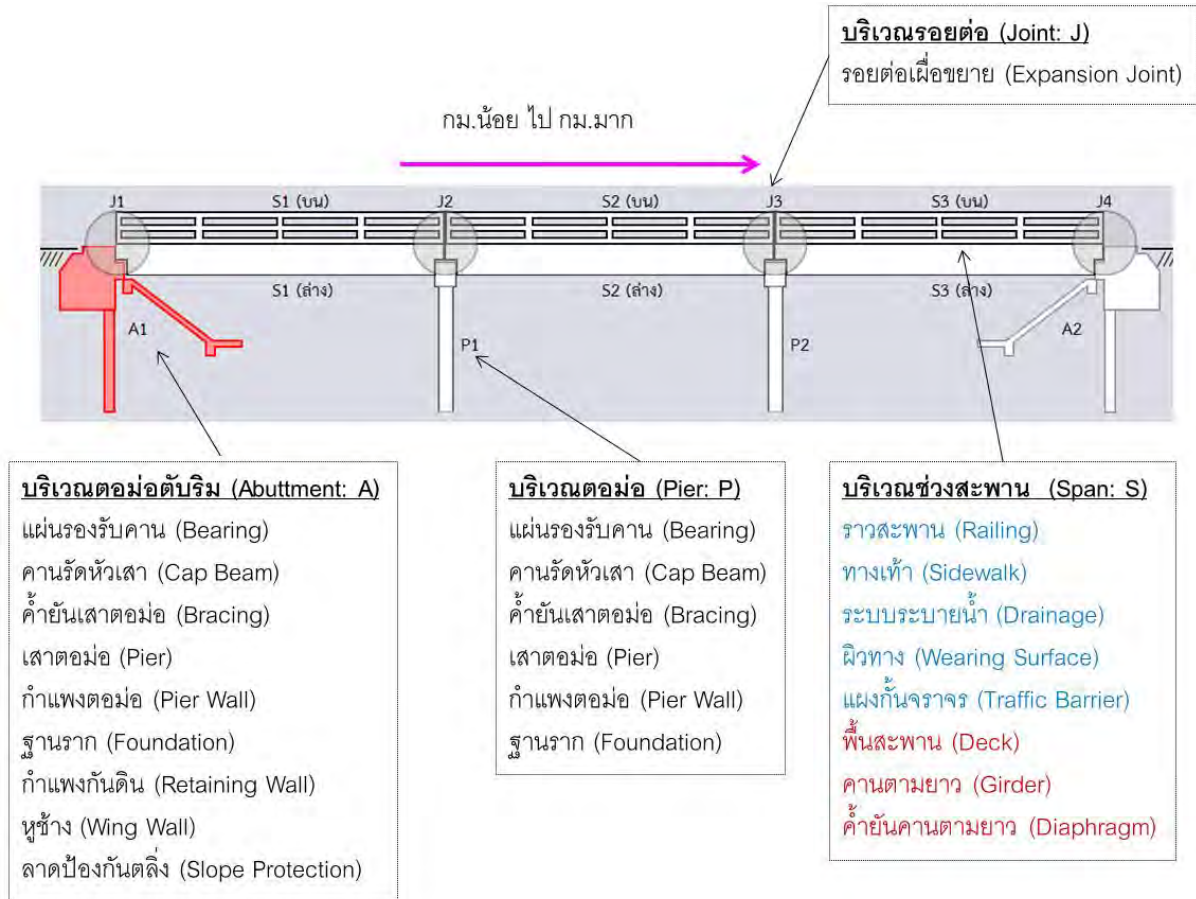 บริเวณรอยต่อ (Joint: J)
รอยต่อเผื่อขยาย (Expansion Joint)
กม.น้อย ไป กม.มาก
J1 S1 (บน) J2 S2 (บน) J3 S3 (บน) J4
S1 (ล่าง) S2 (ล่าง) S3 (ล่าง)
A1 P1 P2 A2
บริเวณตอม่อตับริม (Abuttment: A)
แผ่นรองรับคาน (Bearing)
คานรัดหัวเสา (Cap Beam)
ค้ำยันเสาตอม่อ (Bracing)
เสาตอม่อ (Pier)
กำแพงตอม่อ (Pier Wall)
ฐานราก (Foundation)
กำแพงกันดิน (Retaining Wall)
หูช้าง (Wing Wall)
ลาดป้องกันตลิ่ง (Slope Protection)
บริเวณตอม่อ (Pier: P)
แผ่นรองรับคาน (Bearing)
คานรัดหัวเสา (Cap Beam)
ค้ำยันเสาตอม่อ (Bracing)
เสาตอม่อ (Pier)
กำแพงตอม่อ (Pier Wall)
ฐานราก (Foundation)
บริเวณช่วงสะพาน (Span: S)
ราวสะพาน (Railing)
ทางเท้า (Sidewalk)
ระบบระบายน้ำ (Drainage)
ผิวทาง (Wearing Surface)
แผงกั้นจราจร (Traffic Barrier)
พื้นสะพาน (Deck)
คานตามยาว (Girder)
ค้ำยันคานตามยาว (Diaphragm)